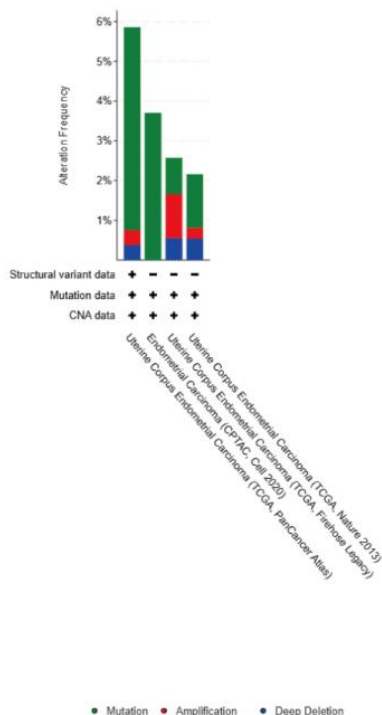 6%
5%
4%
3%
2%
1%
Alteration Frequency
Structural variant data + - - -
Mutation data + + + +
CNA data + + + +
Uterine Corpus Endometrial Carcinoma (TCGA, PanCancer Atlas)
Endometrial Carcinoma (CPTAC, Cell 2020)
Uterine Corpus Endometrial Carcinoma (TCGA, Firehose Legacy)
Uterine Corpus Endometrial Carcinoma (TCGA, Nature 2013)
Mutation Amplification Deep Deletion